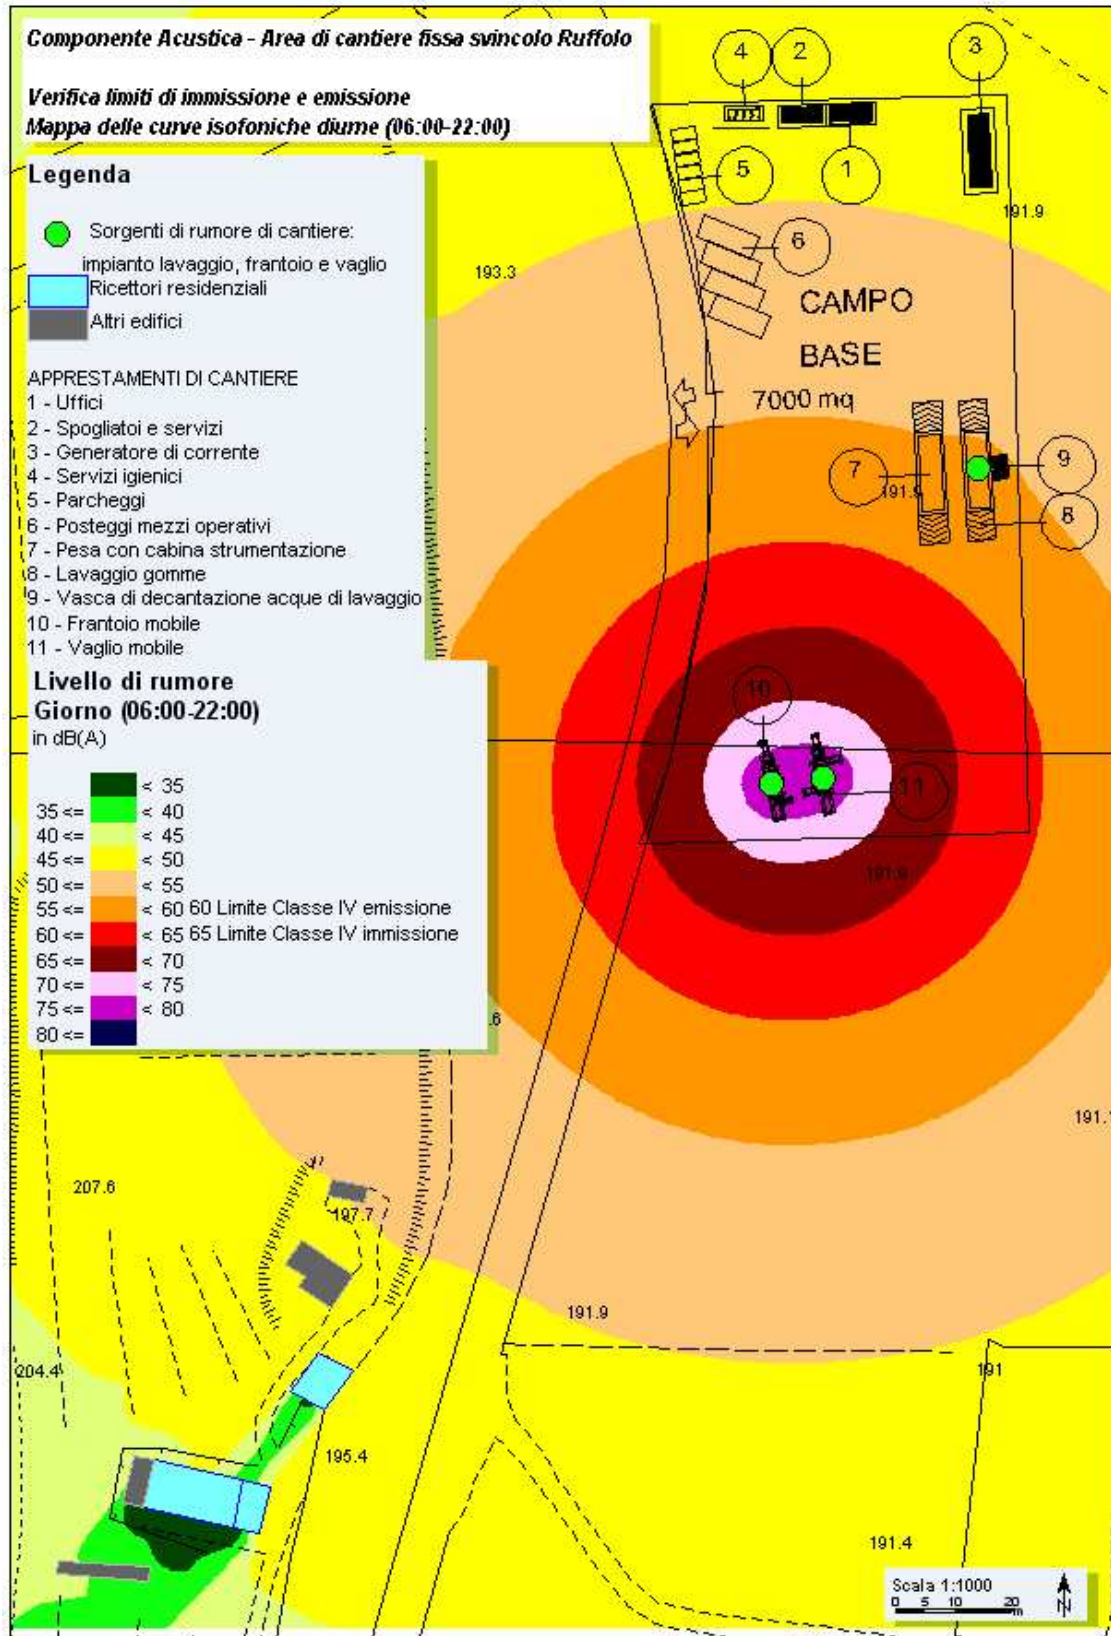 Componente Acustica - Area di cantiere fissa svincolo Ruffolo
Verifica limiti di immissione e emissione
Mappa delle curve isofoniche diurne (06:00-22:00)
Legenda
Sorgenti di rumore di cantiere:
impianto lavaggio, frantoio e vaglio
Ricettori residenziali
Altri edifici
APPRESTAMENTI DI CANTIERE
1 - Uffici
2 - Spogliatoi e servizi
3 - Generatore di corrente
4 - Servizi igienici
5 - Parcheggi
6 - Posteggi mezzi operativi
7 - Pesa con cabina strumentazione
8 - Lavaggio gomme
9 - Vasca di decantazione acque di lavaggio
10 - Frantoio mobile
11 - Vaglio mobile
Livello di rumore
Giorno (06:00-22:00)
in dB(A)
< 35
35 <= < 40
40 <= < 45
45 <= < 50
50 <= < 55
55 <= < 60 60 Limite Classe IV emissione
60 <= < 65 65 Limite Classe IV immissione
65 <= < 70
70 <= < 75
75 <= < 80
80 <=
4
2
3
1
5
191.9
6
193.3
CAMPO
BASE
7000 mq
7
191.9
9
8
10
11
191.9
.6
191.
207.6
197.7
191.9
204.4
191
195.4
191.4
Scala 1:1000
0 5 10 20
m
N